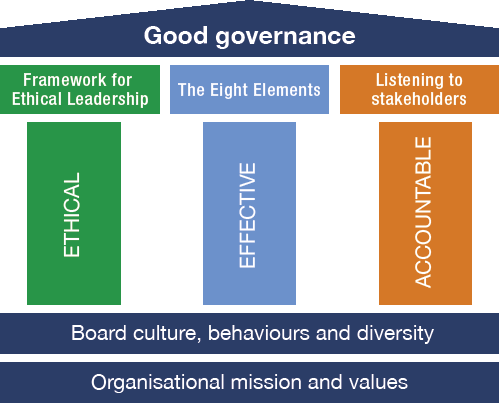 Good governance
Framework for
Ethical Leadership
The Eight Elements
Listening to
stakeholders
ETHICAL
EFFECTIVE
ACCOUNTABLE
Board culture, behaviours and diversity
Organisational mission and values